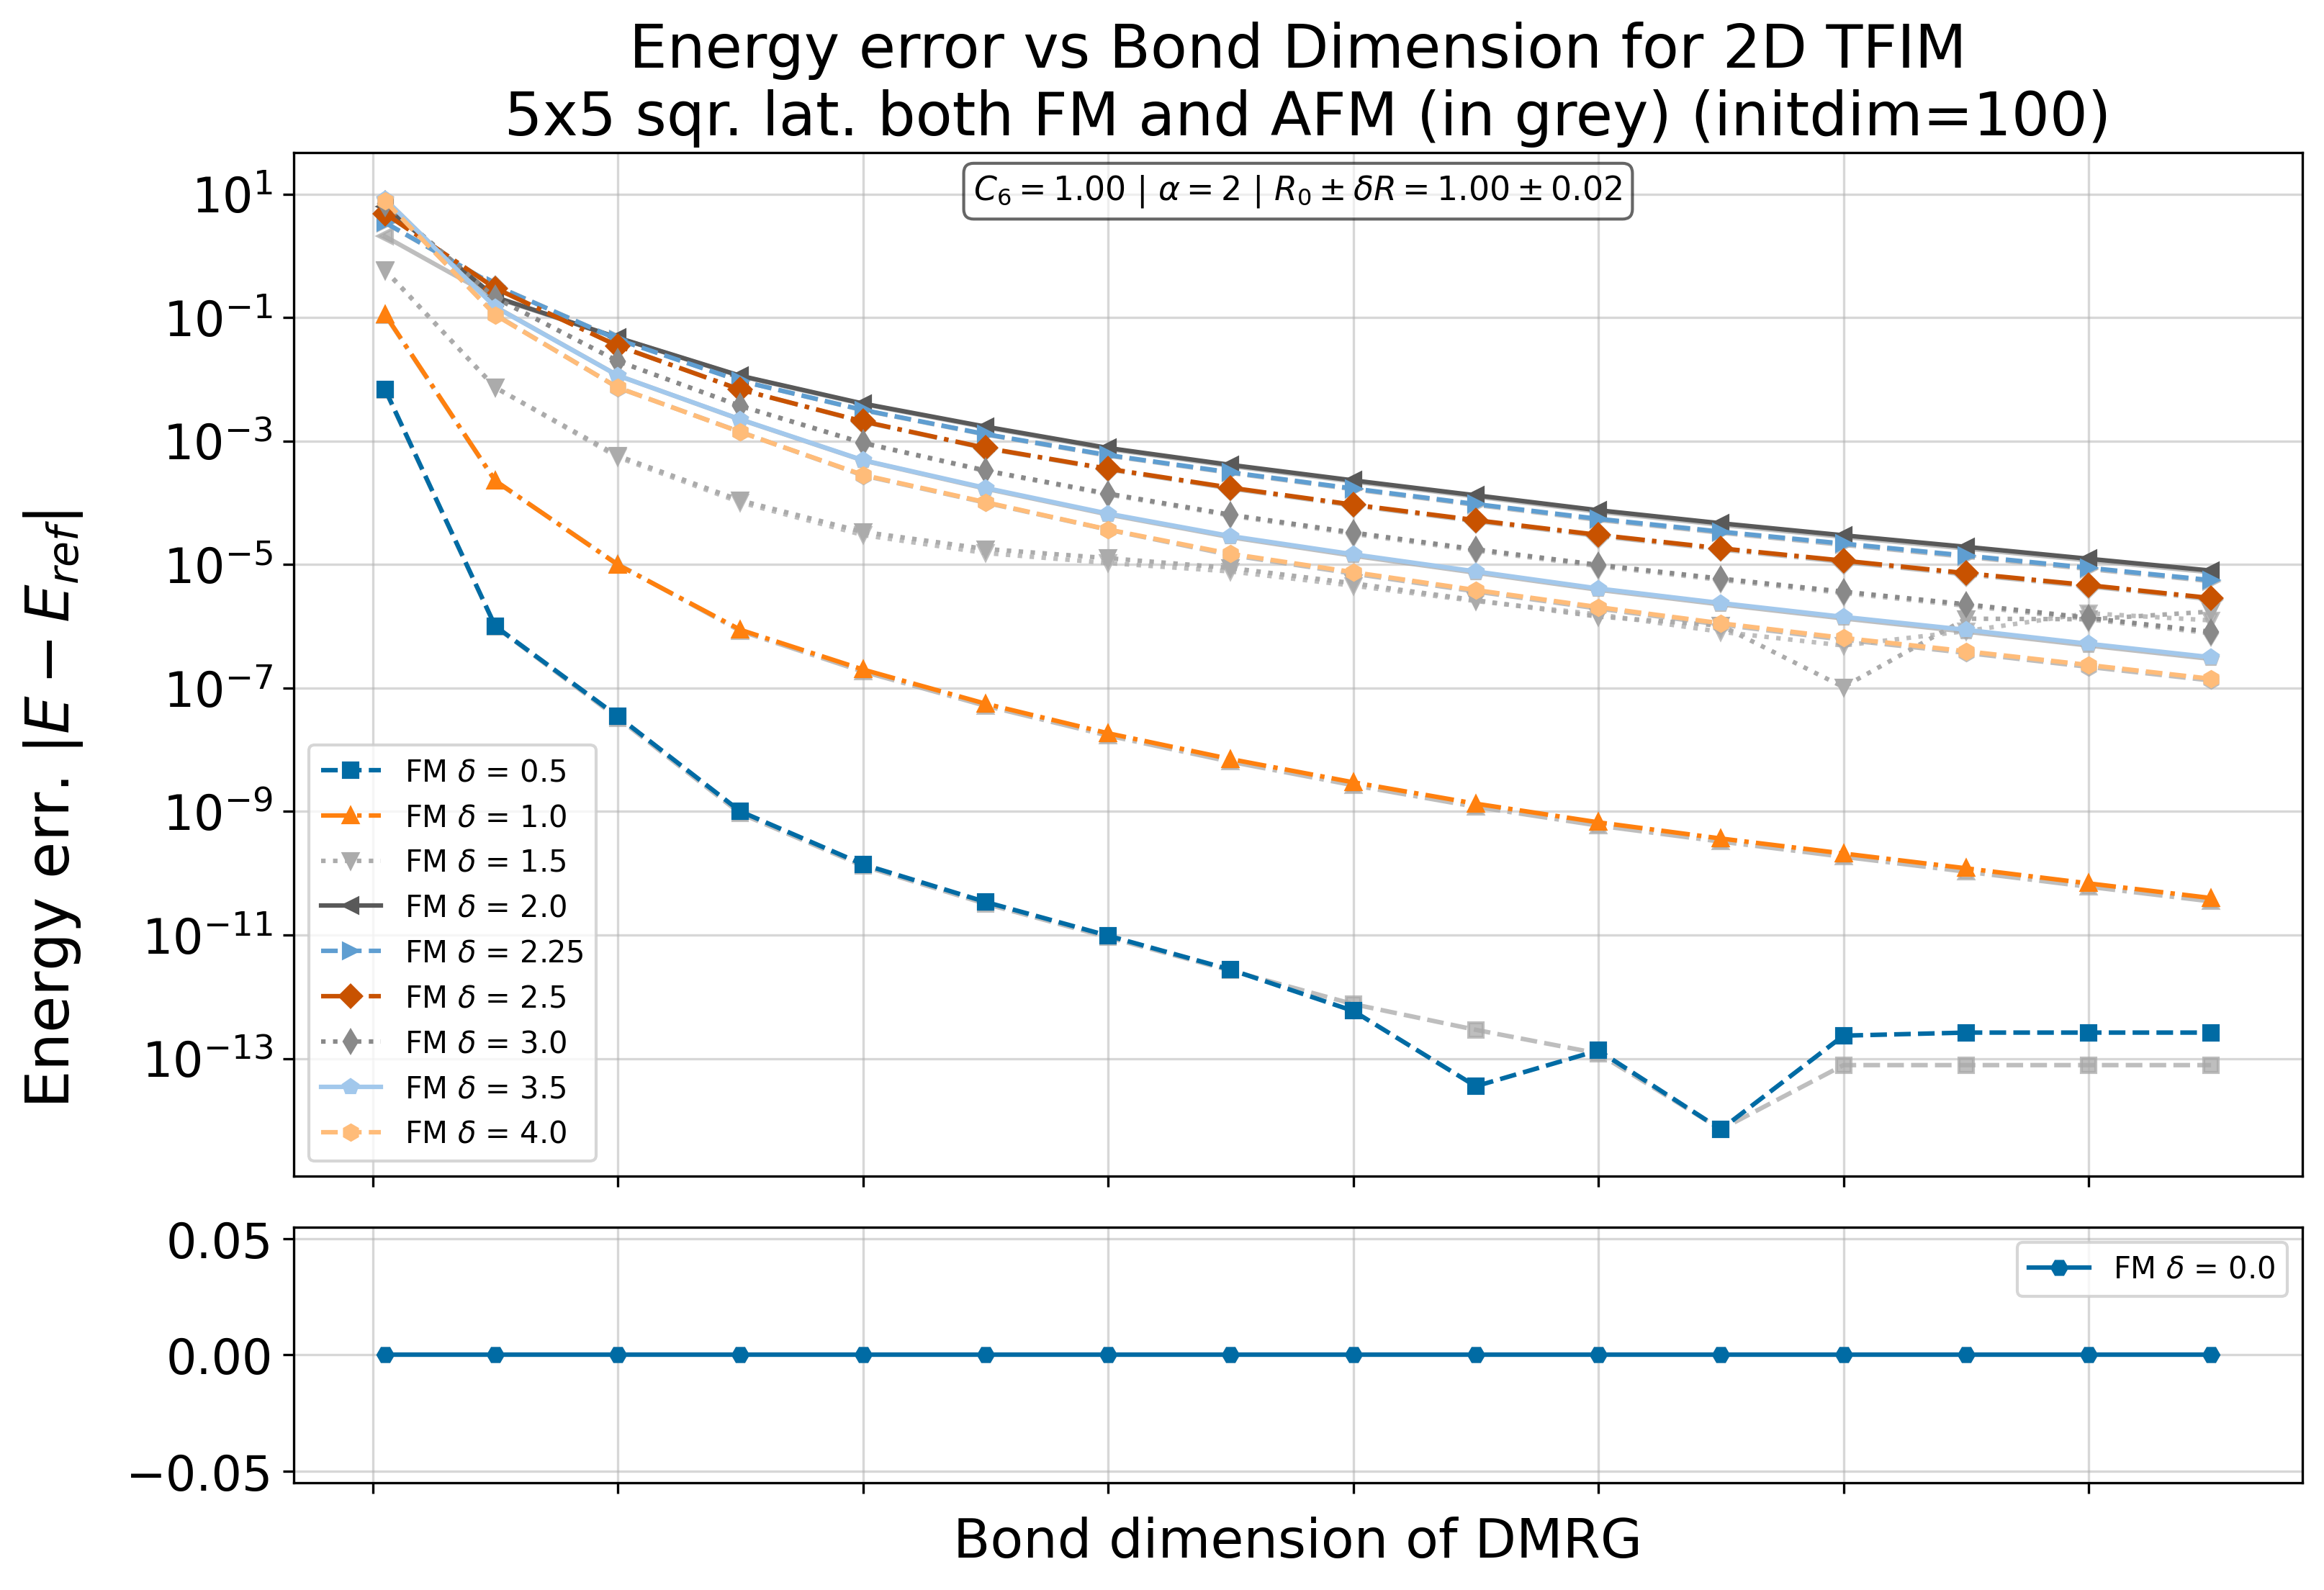 Energy error vs Bond Dimension for 2D TFIM
5x5 sqr. lat. both FM and AFM (in grey) (initdim=100)
C₆ = 1.00 | α = 2 | R₀ ± δR = 1.00 ± 0.02
Energy err. |E − E_ref|
10¹
10⁻¹
10⁻³
10⁻⁵
10⁻⁷
10⁻⁹
10⁻¹¹
10⁻¹³
FM δ = 0.5
FM δ = 1.0
FM δ = 1.5
FM δ = 2.0
FM δ = 2.25
FM δ = 2.5
FM δ = 3.0
FM δ = 3.5
FM δ = 4.0
0.05
0.00
−0.05
FM δ = 0.0
Bond dimension of DMRG